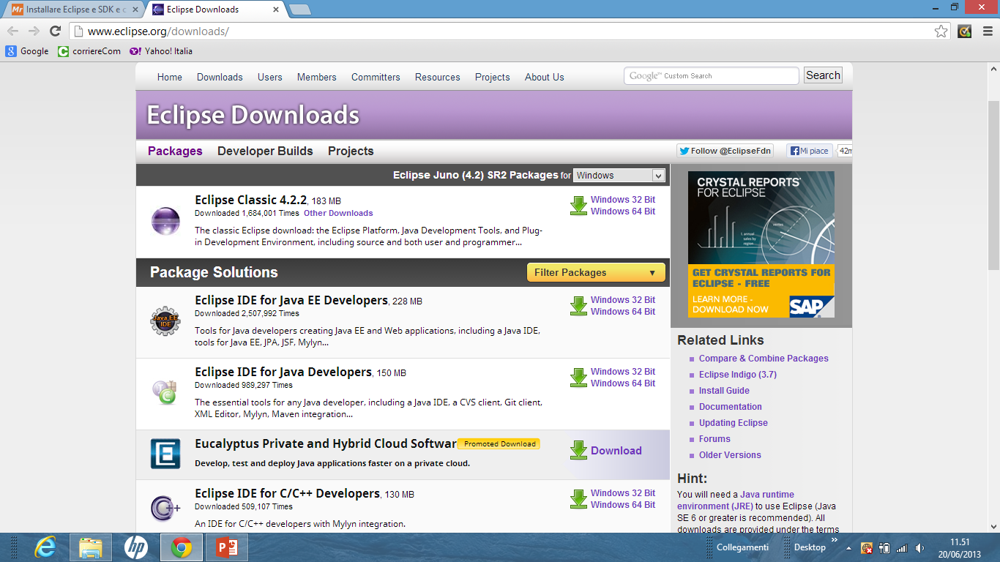 Installare Eclipse e SDK e c
Eclipse Downloads
www.eclipse.org/downloads/
Google
corriereCom
Yahoo! Italia
Home Downloads Users Members Committers Resources Projects About Us
Google™ Custom Search
Search
Eclipse Downloads
Packages Developer Builds Projects
Follow @EclipseFdn
Mi piace
42m
Eclipse Juno (4.2) SR2 Packages for Windows
Eclipse Classic 4.2.2, 183 MB
Downloaded 1,684,001 Times Other Downloads
The classic Eclipse download: the Eclipse Platform, Java Development Tools, and Plug-
in Development Environment, including source and both user and programmer...
Windows 32 Bit
Windows 64 Bit
Package Solutions
Filter Packages
Java EE
IDE
Eclipse IDE for Java EE Developers, 228 MB
Downloaded 2,507,992 Times
Tools for Java developers creating Java EE and Web applications, including a Java IDE,
tools for Java EE, JPA, JSF, Mylyn...
Windows 32 Bit
Windows 64 Bit
Eclipse IDE for Java Developers, 150 MB
Downloaded 989,297 Times
The essential tools for any Java developer, including a Java IDE, a CVS client, Git client,
XML Editor, Mylyn, Maven integration...
Windows 32 Bit
Windows 64 Bit
Eucalyptus Private and Hybrid Cloud Softwar
Promoted Download
Develop, test and deploy Java applications faster on a private cloud.
Download
Eclipse IDE for C/C++ Developers, 130 MB
Downloaded 509,107 Times
An IDE for C/C++ developers with Mylyn integration.
Windows 32 Bit
Windows 64 Bit
CRYSTAL REPORTS®
FOR ECLIPSE
GET CRYSTAL REPORTS FOR
ECLIPSE - FREE
LEARN MORE -
DOWNLOAD NOW
SAP
Related Links
Compare & Combine Packages
Eclipse Indigo (3.7)
Install Guide
Documentation
Updating Eclipse
Forums
Older Versions
Hint:
You will need a Java runtime
environment (JRE) to use Eclipse (Java
SE 6 or greater is recommended). All
downloads are provided under the terms
Collegamenti
Desktop
11.51
20/06/2013